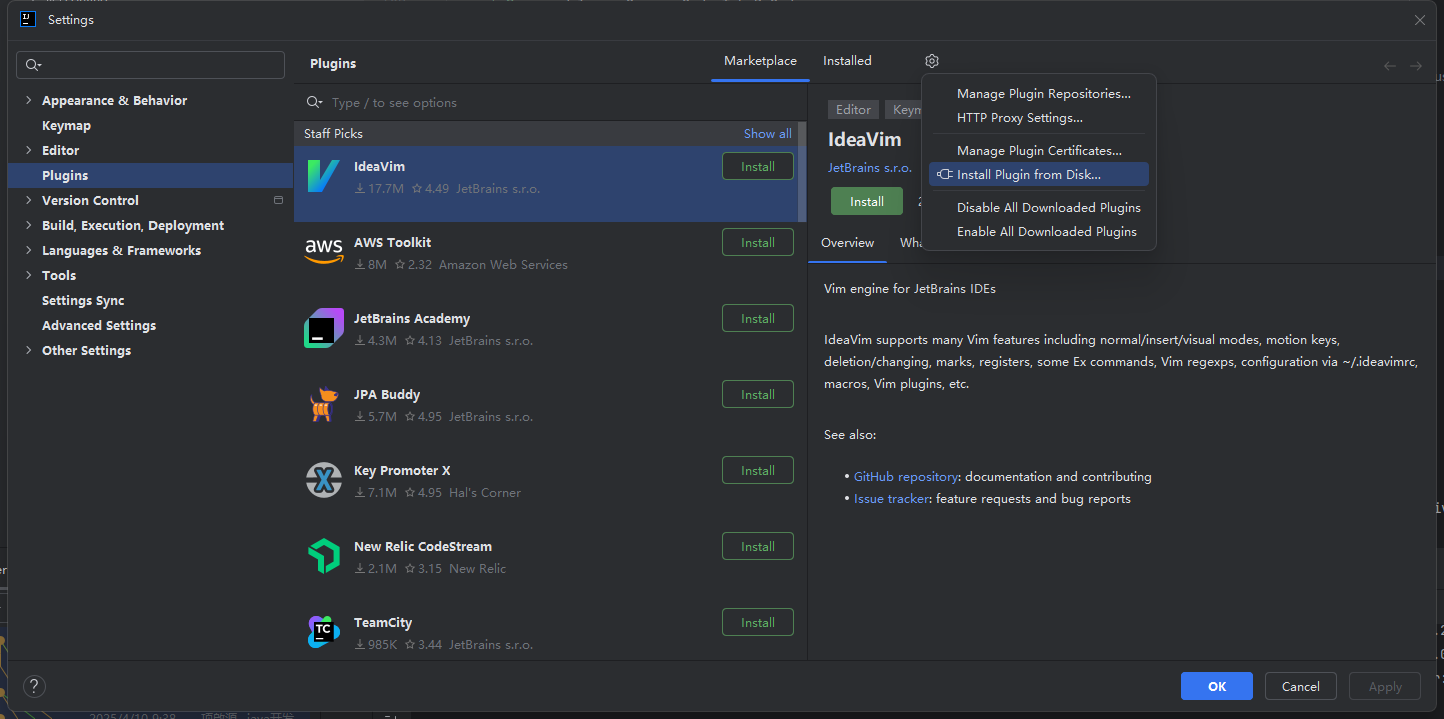 Settings
Appearance & Behavior
Keymap
Editor
Plugins
Version Control
Build, Execution, Deployment
Languages & Frameworks
Tools
Settings Sync
Advanced Settings
Other Settings
Plugins
Marketplace
Installed
Type / to see options
Staff Picks
Show all
IdeaVim
17.7M 4.49 JetBrains s.r.o.
Install
AWS Toolkit
8M 2.32 Amazon Web Services
Install
JetBrains Academy
4.3M 4.13 JetBrains s.r.o.
Install
JPA Buddy
5.7M 4.95 JetBrains s.r.o.
Install
Key Promoter X
7.1M 4.95 Hal's Corner
Install
New Relic CodeStream
2.1M 3.15 New Relic
Install
TeamCity
985K 3.44 JetBrains s.r.o.
Install
Manage Plugin Repositories...
HTTP Proxy Settings...
Manage Plugin Certificates...
Install Plugin from Disk...
Disable All Downloaded Plugins
Enable All Downloaded Plugins
Editor
Keym
IdeaVim
JetBrains s.r.o.
Install
2
Overview
Wha
Vim engine for JetBrains IDEs
IdeaVim supports many Vim features including normal/insert/visual modes, motion keys,
deletion/changing, marks, registers, some Ex commands, Vim regexps, configuration via ~/.ideavimrc,
macros, Vim plugins, etc.
See also:
• GitHub repository: documentation and contributing
• Issue tracker: feature requests and bug reports
?
OK
Cancel
Apply